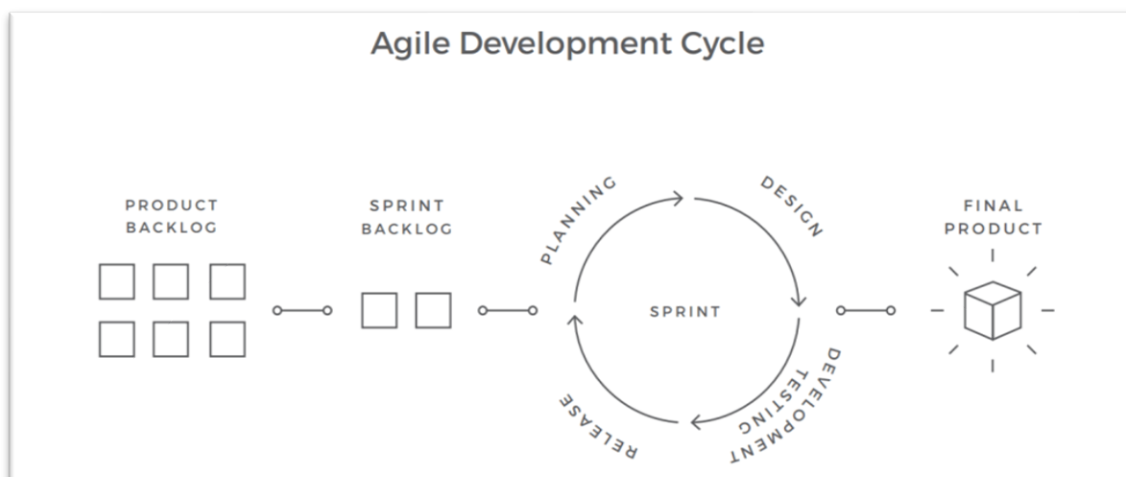 Agile Development Cycle
PRODUCT
BACKLOG
SPRINT
BACKLOG
PLANNING
DESIGN
SPRINT
DEVELOPMENT
TESTING
RELEASE
FINAL
PRODUCT